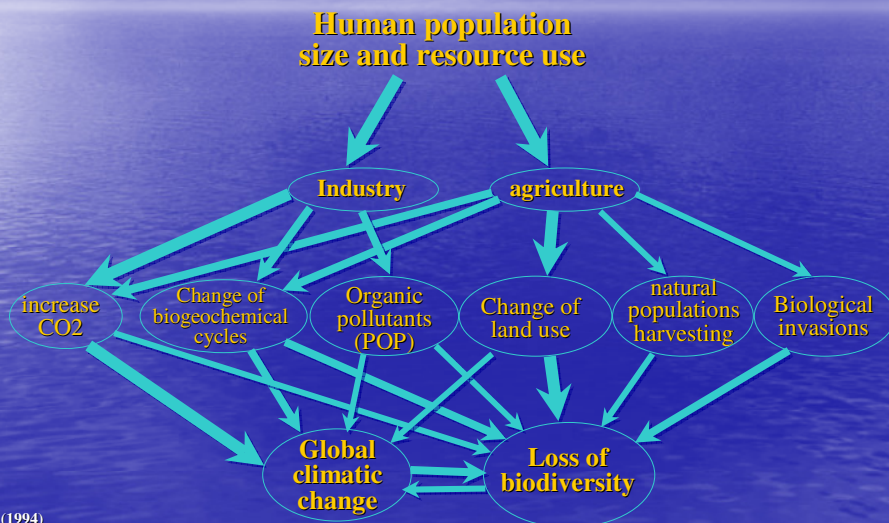 Human population
size and resource use
Industry
agriculture
increase
CO2
Change of
biogeochemical
cycles
Organic
pollutants
(POP)
Change of
land use
natural
populations
harvesting
Biological
invasions
Global
climatic
change
Loss of
biodiversity
(1994)